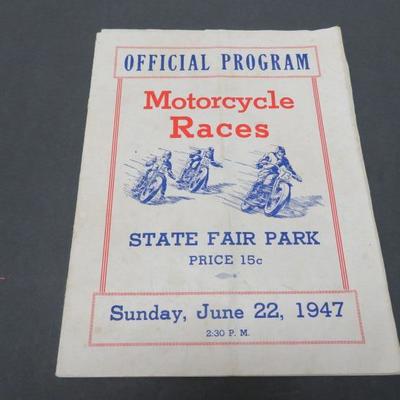 OFFICIAL PROGRAM
Motorcycle
Races
STATE FAIR PARK
PRICE 15c
Sunday, June 22, 1947
2:30 P. M.